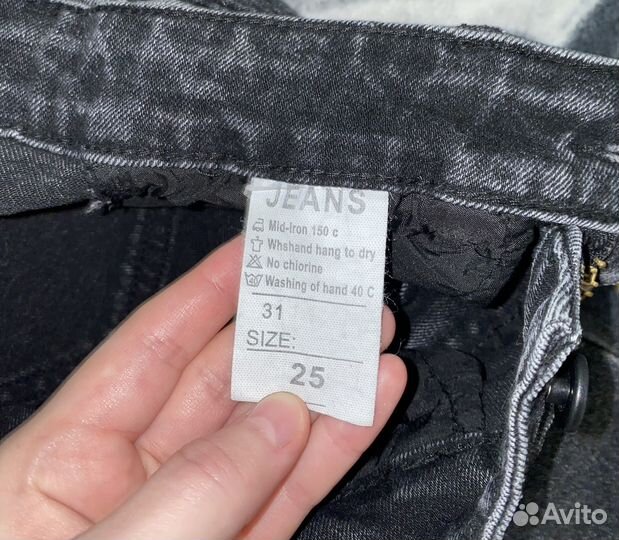 JEANS
Mid-Iron 150 c
Whshand hang to dry
No chlorine
Washing of hand 40 C
31
SIZE:
25
Avito